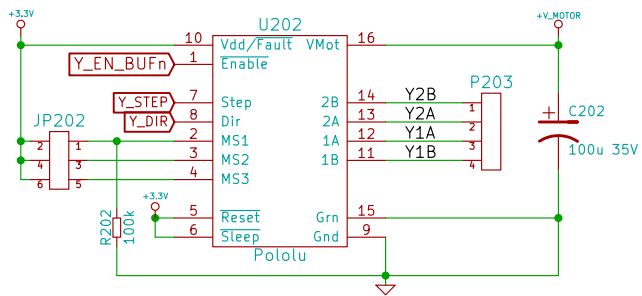 +3.3V
U202
+V_MOTOR
10 Vdd/Fault VMot 16
Y_EN_BUFn 1 Enable
P203
Y_STEP 7 Step 2B 14 Y2B 1
Y_DIR 8 Dir 2A 13 Y2A 2
C202
100u 35V
JP202
2 1 2 MS1 1A 12 Y1A 3
4 3 3 MS2 1B 11 Y1B 4
6 5 4 MS3
+3.3V
R202
100k
5 Reset Grn 15
6 Sleep Gnd 9
Pololu